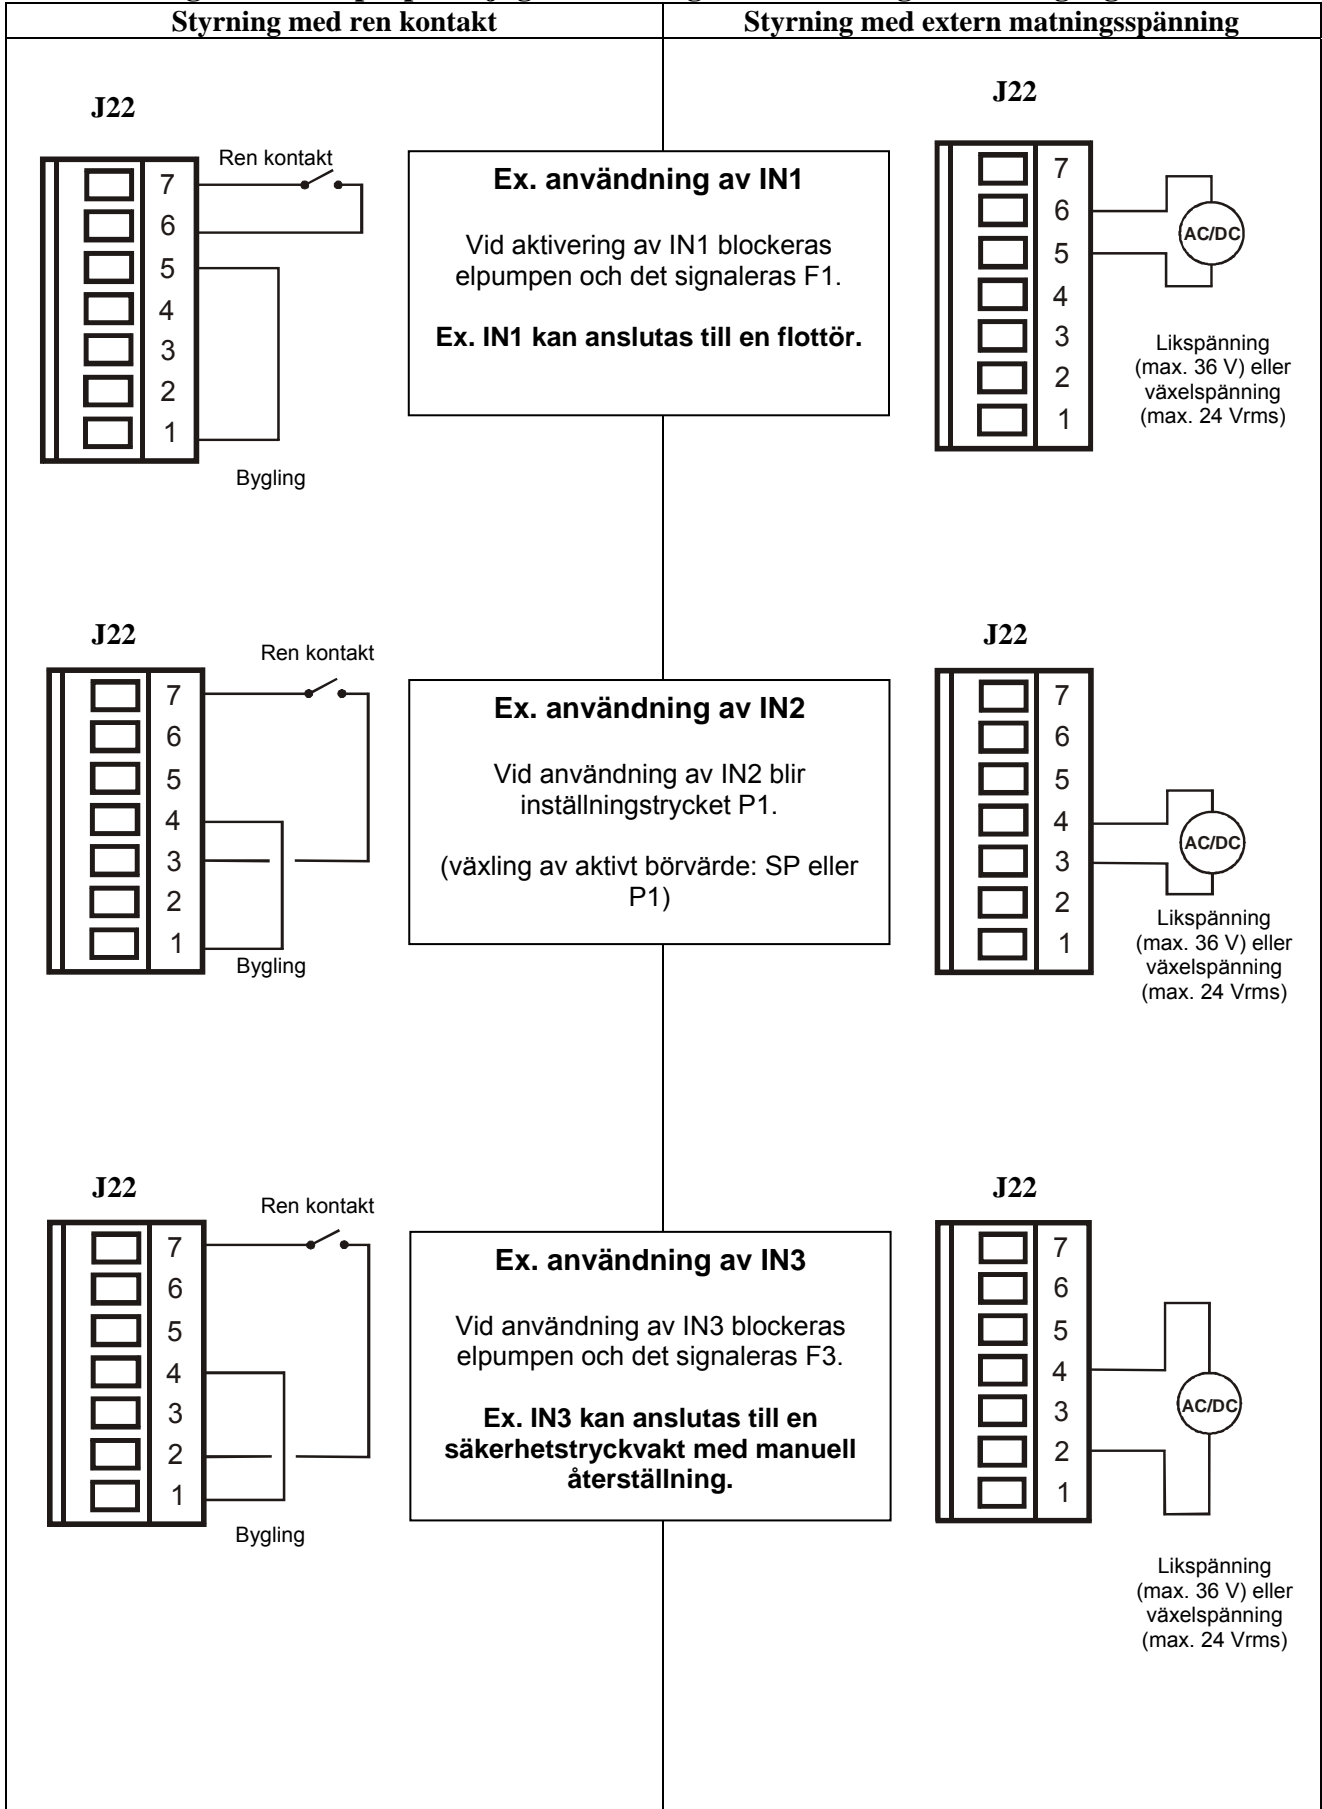 Styrning med ren kontakt
Styrning med extern matningsspänning
J22
Ren kontakt
7
6
5
4
3
2
1
Bygling
Ex. användning av IN1
Vid aktivering av IN1 blockeras
elpumpen och det signaleras F1.
Ex. IN1 kan anslutas till en flottör.
J22
7
6
5
4
3
2
1
AC/DC
Likspänning
(max. 36 V) eller
växelspänning
(max. 24 Vrms)
J22
Ren kontakt
7
6
5
4
3
2
1
Bygling
Ex. användning av IN2
Vid användning av IN2 blir
inställningstrycket P1.
(växling av aktivt börvärde: SP eller
P1)
J22
7
6
5
4
3
2
1
AC/DC
Likspänning
(max. 36 V) eller
växelspänning
(max. 24 Vrms)
J22
Ren kontakt
7
6
5
4
3
2
1
Bygling
Ex. användning av IN3
Vid användning av IN3 blockeras
elpumpen och det signaleras F3.
Ex. IN3 kan anslutas till en
säkerhetstryckvakt med manuell
återställning.
J22
7
6
5
4
3
2
1
AC/DC
Likspänning
(max. 36 V) eller
växelspänning
(max. 24 Vrms)